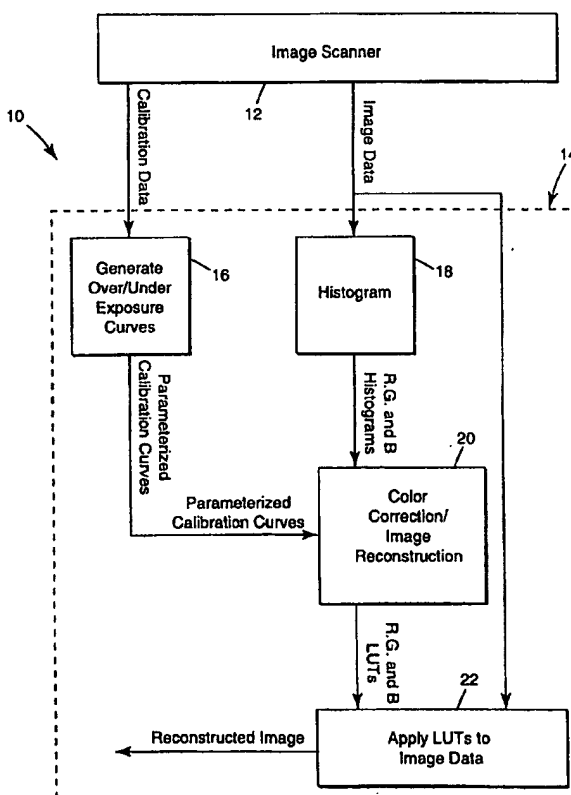 Image Scanner
12
10
Calibration Data
Image Data
14
Generate
Over/Under
Exposure
Curves
16
Histogram
18
Parameterized
Calibration Curves
R.G. and B
Histograms
20
Parameterized
Calibration Curves
Color
Correction/
Image
Reconstruction
R.G. and B
LUTs
22
Reconstructed Image
Apply LUTs to
Image Data